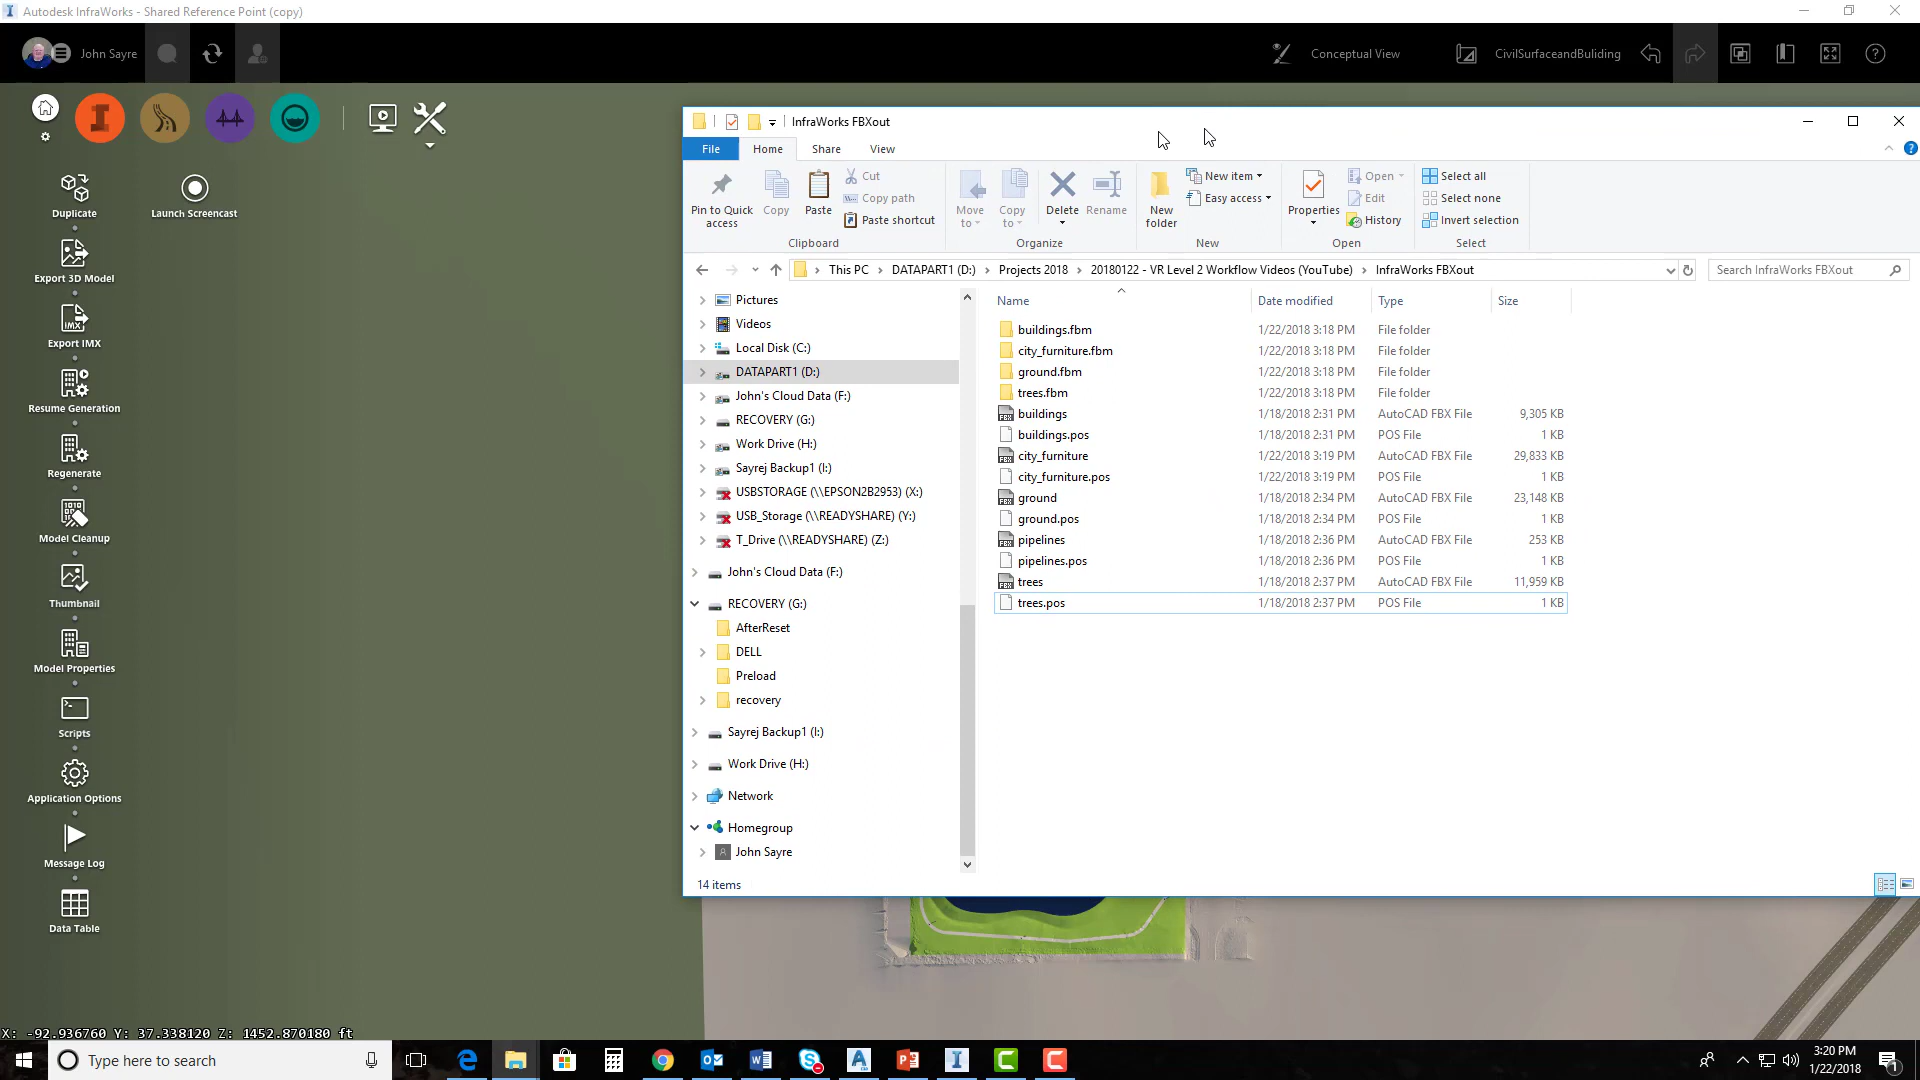 Autodesk InfraWorks - Shared Reference Point (copy)
John Sayre
Conceptual View
CivilSurfaceandBuliding
Duplicate
Launch Screencast
Export 3D Model
Export IMX
Resume Generation
Regenerate
Model Cleanup
Thumbnail
Model Properties
Scripts
Application Options
Message Log
Data Table
InfraWorks FBXout
File Home Share View
Pin to Quick access
Copy
Paste
Cut
Copy path
Paste shortcut
Clipboard
Move to
Copy to
Delete
Rename
Organize
New folder
New item
Easy access
New
Properties
Open
Edit
History
Open
Select all
Select none
Invert selection
Select
This PC > DATAPART1 (D:) > Projects 2018 > 20180122 - VR Level 2 Workflow Videos (YouTube) > InfraWorks FBXout
Search InfraWorks FBXout
Pictures
Videos
Local Disk (C:)
DATAPART1 (D:)
John's Cloud Data (F:)
RECOVERY (G:)
Work Drive (H:)
Sayrej Backup1 (I:)
USBSTORAGE (\\EPSON2B2953) (X:)
USB_Storage (\\READYSHARE) (Y:)
T_Drive (\\READYSHARE) (Z:)
John's Cloud Data (F:)
RECOVERY (G:)
AfterReset
DELL
Preload
recovery
Sayrej Backup1 (I:)
Work Drive (H:)
Network
Homegroup
John Sayre
Name Date modified Type Size
buildings.fbm 1/22/2018 3:18 PM File folder
city_furniture.fbm 1/22/2018 3:18 PM File folder
ground.fbm 1/22/2018 3:18 PM File folder
trees.fbm 1/22/2018 3:18 PM File folder
buildings 1/18/2018 2:31 PM AutoCAD FBX File 9,305 KB
buildings.pos 1/18/2018 2:31 PM POS File 1 KB
city_furniture 1/22/2018 3:19 PM AutoCAD FBX File 29,833 KB
city_furniture.pos 1/22/2018 3:19 PM POS File 1 KB
ground 1/18/2018 2:34 PM AutoCAD FBX File 23,148 KB
ground.pos 1/18/2018 2:34 PM POS File 1 KB
pipelines 1/18/2018 2:36 PM AutoCAD FBX File 253 KB
pipelines.pos 1/18/2018 2:36 PM POS File 1 KB
trees 1/18/2018 2:37 PM AutoCAD FBX File 11,959 KB
trees.pos 1/18/2018 2:37 PM POS File 1 KB
14 items
X: -92.936760 Y: 37.338120 Z: 1452.870180 ft
Type here to search
3:20 PM
1/22/2018
1